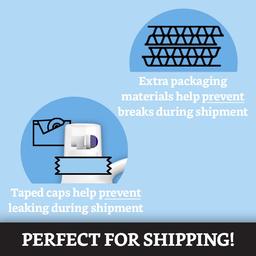 Extra packaging
materials help prevent
breaks during shipment
Taped caps help prevent
leaking during shipment
PERFECT FOR SHIPPING!